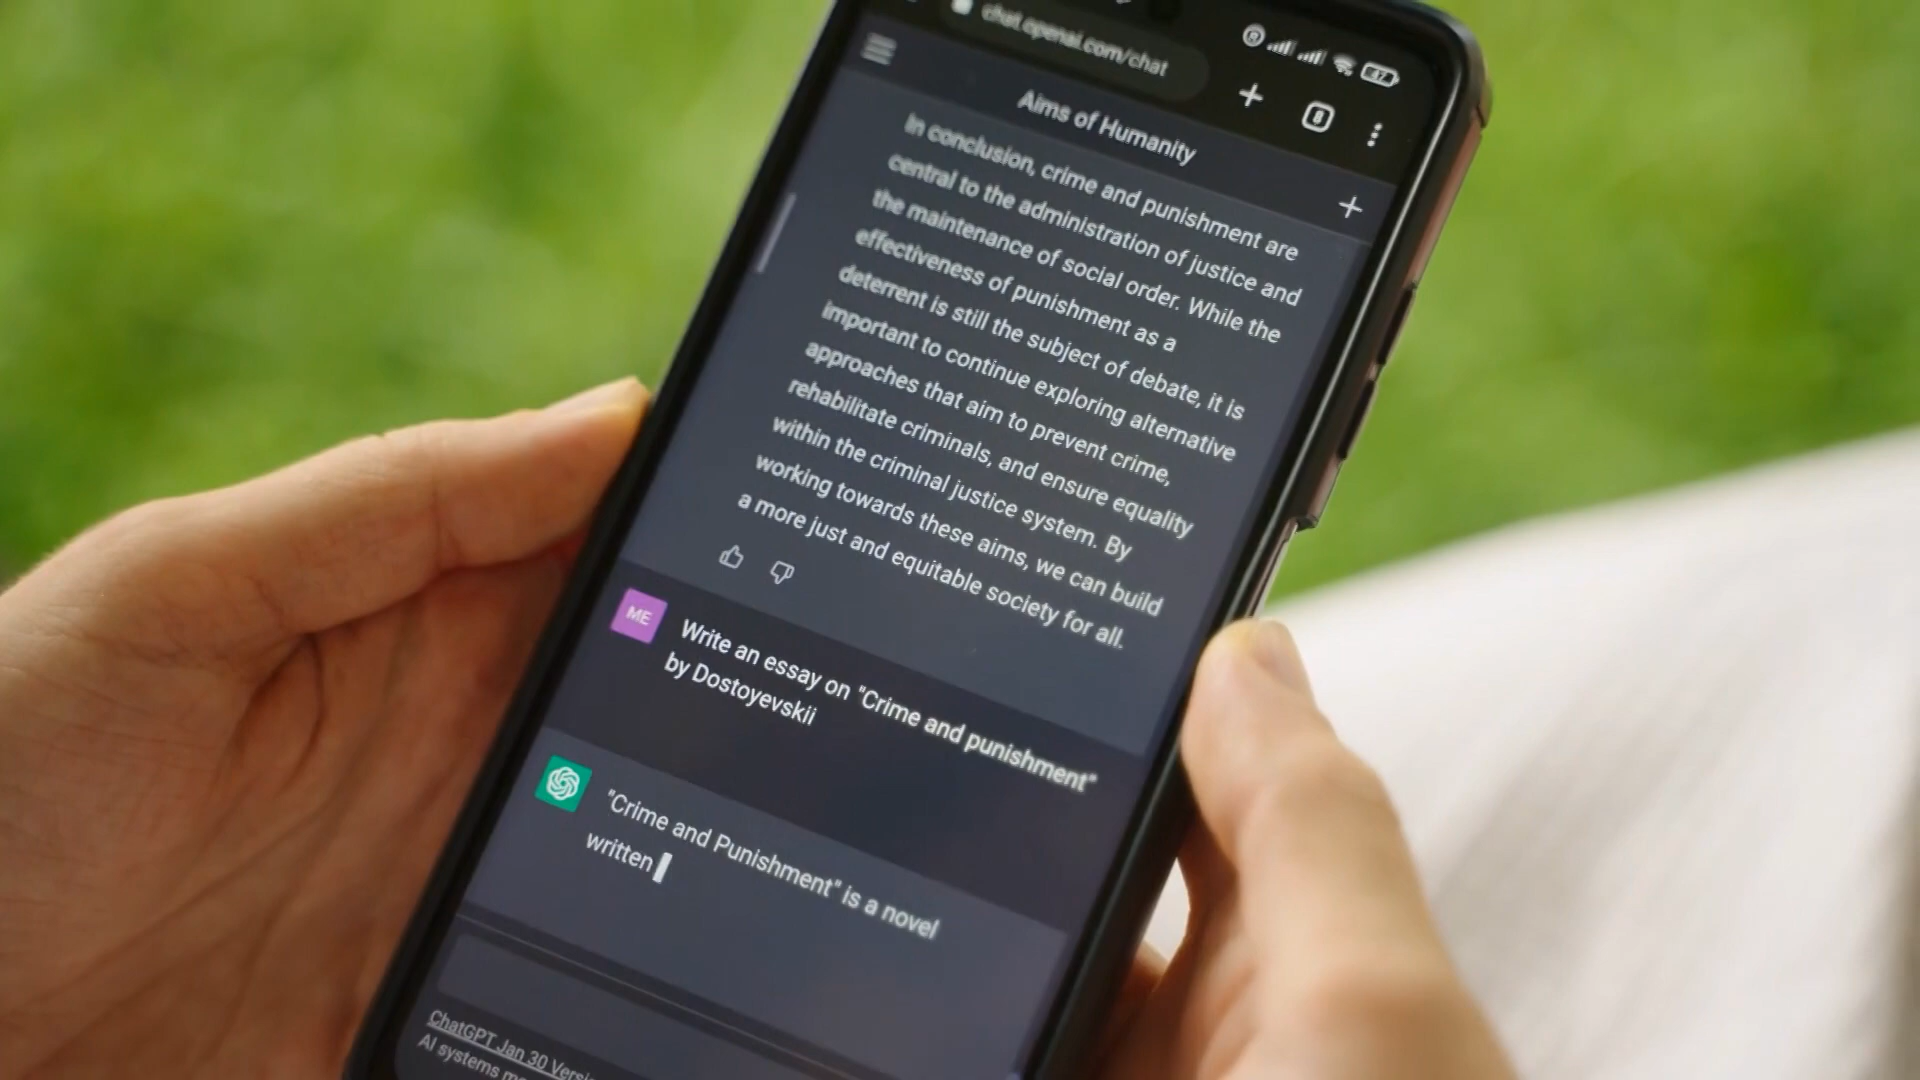 chat.openai.com/chat
47
8
Aims of Humanity
In conclusion, crime and punishment are
central to the administration of justice and
the maintenance of social order. While the
effectiveness of punishment as a
deterrent is still the subject of debate, it is
important to continue exploring alternative
approaches that aim to prevent crime,
rehabilitate criminals, and ensure equality
within the criminal justice system. By
working towards these aims, we can build
a more just and equitable society for all.
ME
Write an essay on "Crime and punishment"
by Dostoyevskii
"Crime and Punishment" is a novel
written
ChatGPT Jan 30
AI systems